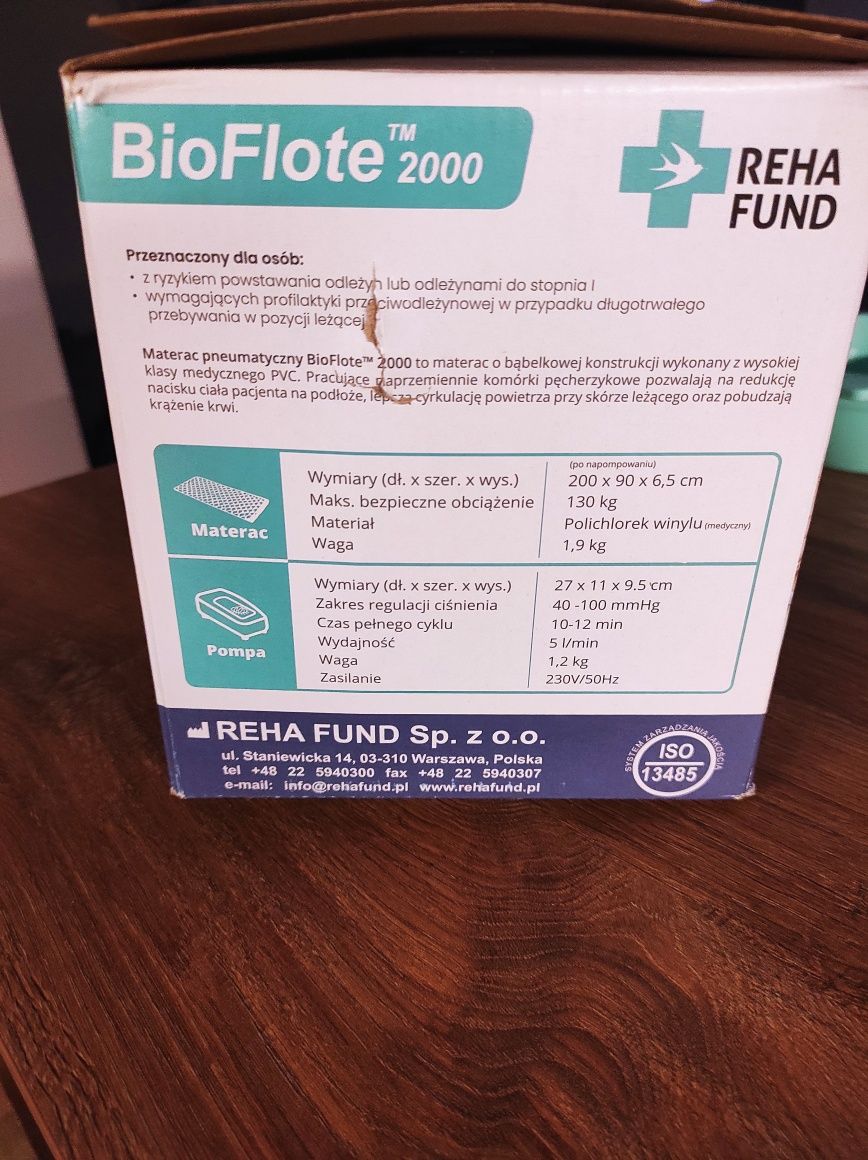 BioFlote™ 2000
REHA
FUND
Przeznaczony dla osób:
• z ryzykiem powstawania odleżyn lub odleżynami do stopnia I
• wymagających profilaktyki przeciwodleżynowej w przypadku długotrwałego
przebywania w pozycji leżącej
Materac pneumatyczny BioFlote™ 2000 to materac o bąbelkowej konstrukcji wykonany z wysokiej
klasy medycznego PVC. Pracujące naprzemiennie komórki pęcherzykowe pozwalają na redukcję
nacisku ciała pacjenta na podłoże, lepszą cyrkulację powietrza przy skórze leżącego oraz pobudzają
krążenie krwi.
Materac
(po napompowaniu)
Wymiary (dł. x szer. x wys.) 200 x 90 x 6,5 cm
Maks. bezpieczne obciążenie 130 kg
Materiał Polichlorek winylu (medyczny)
Waga 1,9 kg
Pompa
Wymiary (dł. x szer. x wys.) 27 x 11 x 9.5 cm
Zakres regulacji ciśnienia 40 -100 mmHg
Czas pełnego cyklu 10-12 min
Wydajność 5 l/min
Waga 1,2 kg
Zasilanie 230V/50Hz
REHA FUND Sp. z o.o.
ul. Staniewicka 14, 03-310 Warszawa, Polska
tel +48 22 5940300 fax +48 22 5940307
e-mail: info@rehafund.pl www.rehafund.pl
SYSTEM ZARZĄDZANIA JAKOŚCIĄ
ISO
13485